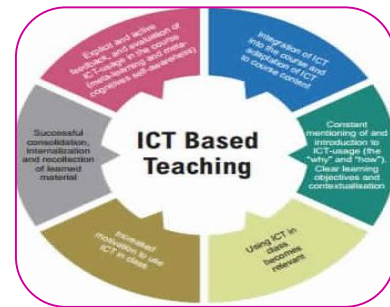 ICT Based
Teaching
Integration of ICT
into the course and
adaptation of ICT
to course content
Constant
mentioning of and
introduction to
ICT-usage (the
"why" and "how").
Clear learning
objectives and
contextualisation
Using ICT in
class
becomes
relevant
Increased
motivation to use
ICT in class
Successful
consolidation,
internalization
and recollection
of learned
material
Explicit and active
feedback, and evaluation of
ICT-usage in the course
(meta-learning and meta-
cognitives self-awareness)